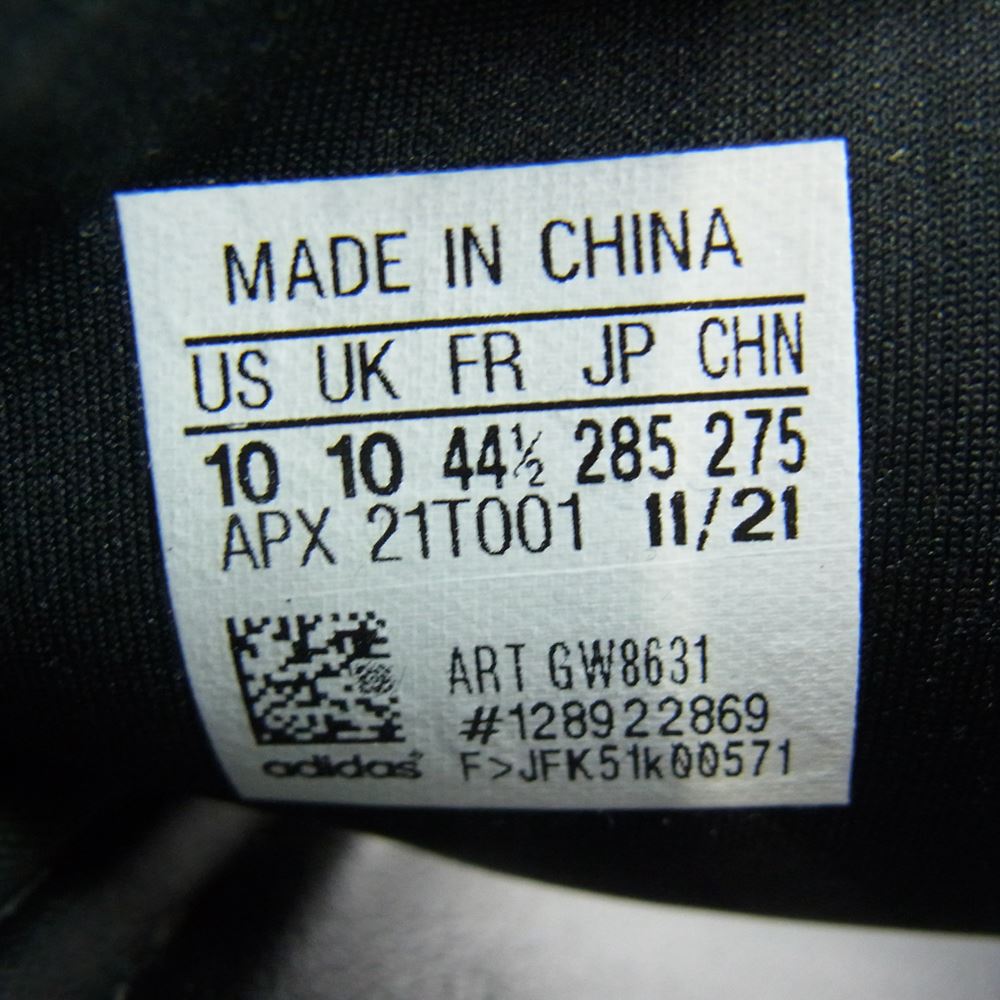 MADE IN CHINA
US UK FR JP CHN
10 10 44½ 285 275
APX 21T001 11/21
ART GW8631
#128922869
adidas F>JFK51k00571